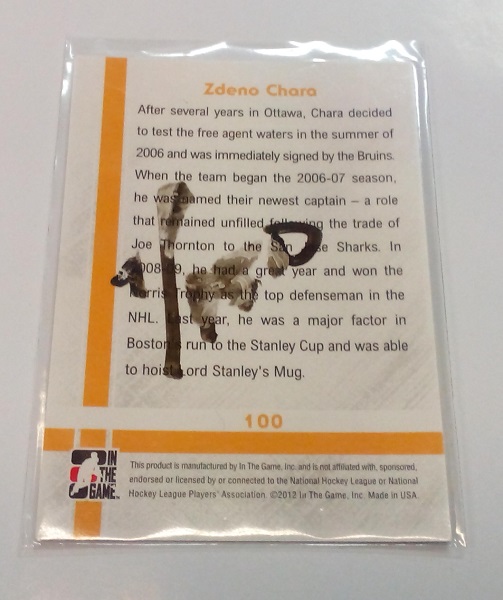 Zdeno Chara
After several years in Ottawa, Chara decided
to test the free agent waters in the summer of
2006 and was immediately signed by the Bruins.
When the team began the 2006-07 season,
he was named their newest captain – a role
that remained unfilled following the trade of
Joe Thornton to the San Jose Sharks. In
2008-09, he had a great year and won the
Norris Trophy as the top defenseman in the
NHL. Last year, he was a major factor in
Boston's run to the Stanley Cup and was able
to hoist Lord Stanley's Mug.
100
IN
THE
GAME
This product is manufactured by In The Game, Inc. and is not affiliated with, sponsored,
endorsed or licensed by or connected to the National Hockey League or National
Hockey League Players' Association. ©2012 In The Game, Inc. Made in USA.